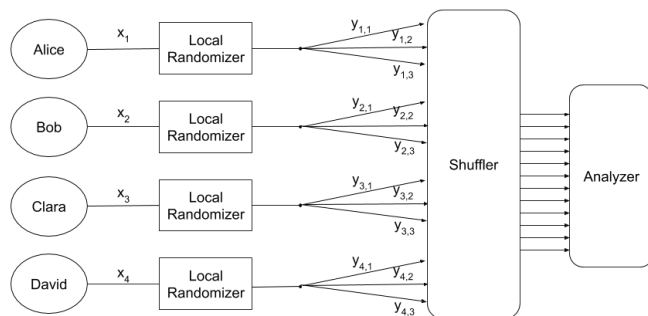 Alice
x1
Local
Randomizer
y1,1
y1,2
y1,3
Bob
x2
Local
Randomizer
y2,1
y2,2
y2,3
Clara
x3
Local
Randomizer
y3,1
y3,2
y3,3
David
x4
Local
Randomizer
y4,1
y4,2
y4,3
Shuffler
Analyzer